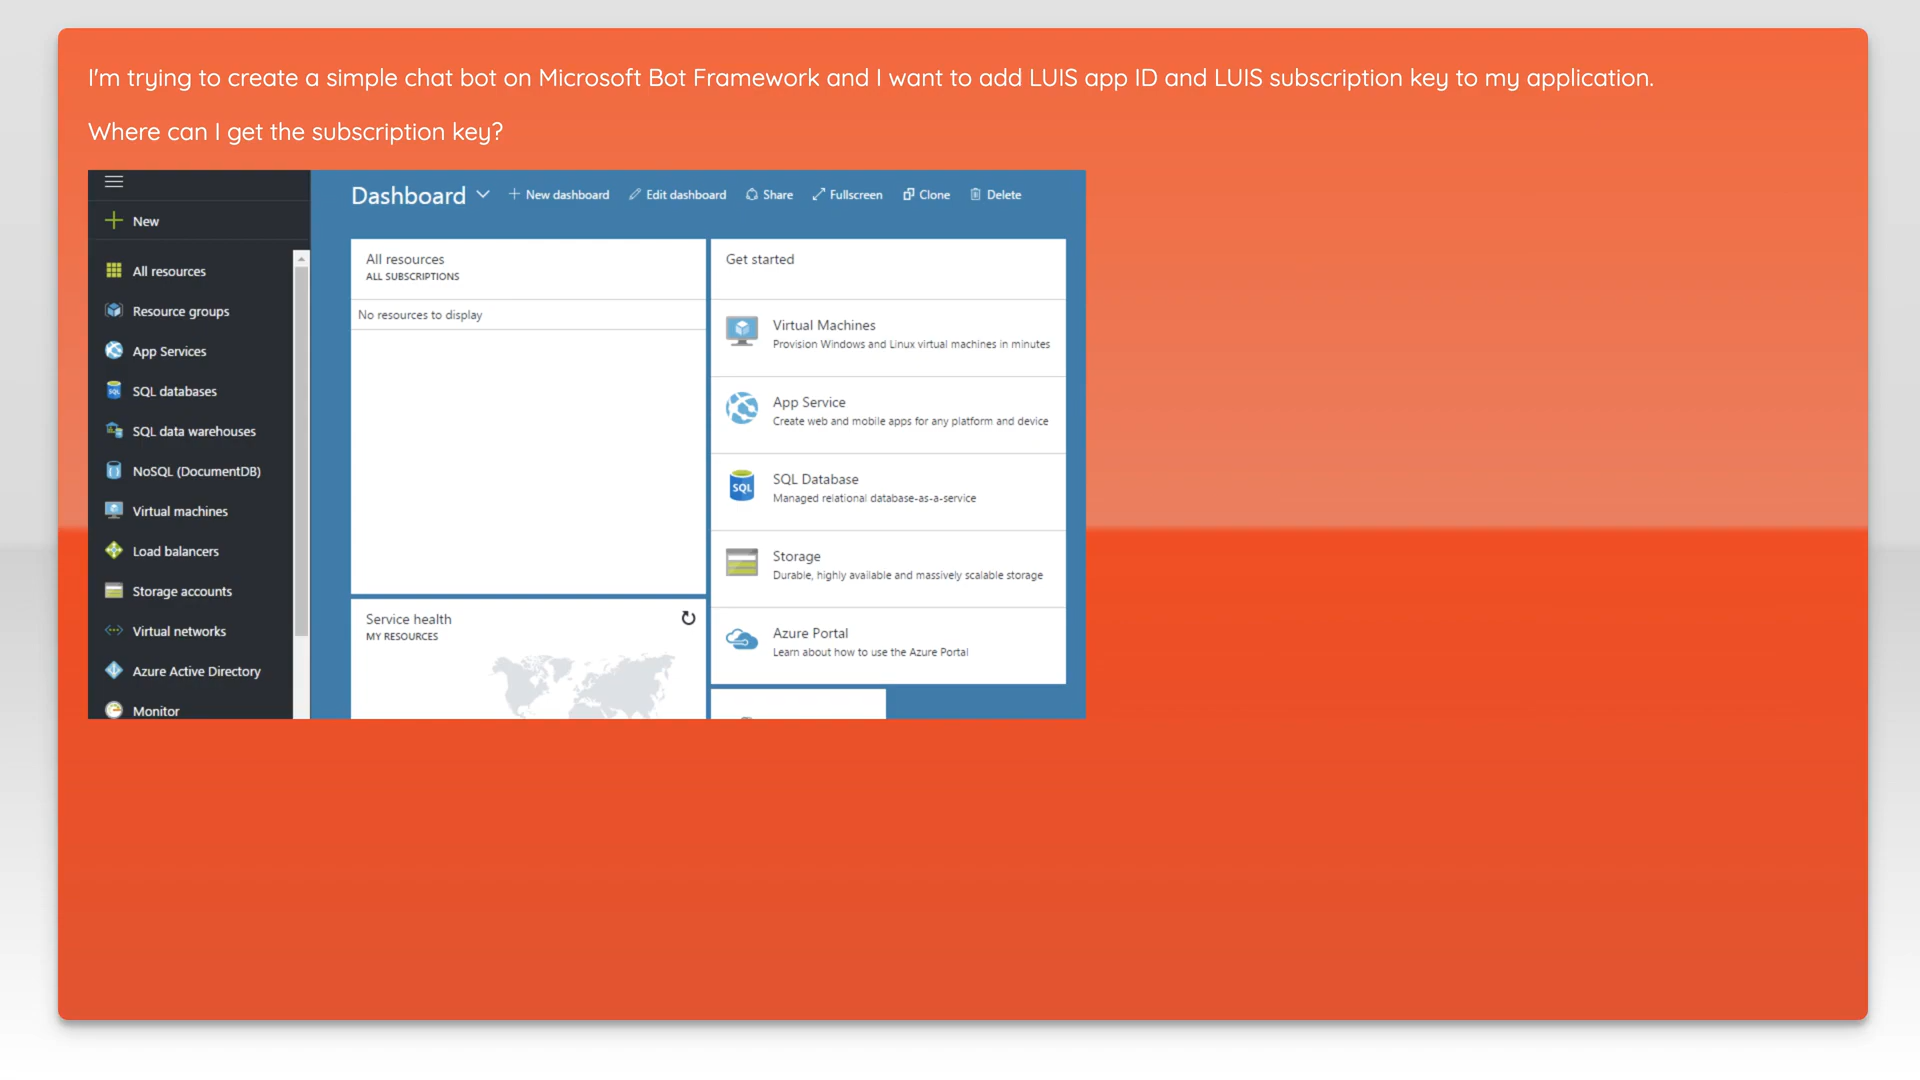 I'm trying to create a simple chat bot on Microsoft Bot Framework and I want to add LUIS app ID and LUIS subscription key to my application.
Where can I get the subscription key?
Dashboard
New dashboard
Edit dashboard
Share
Fullscreen
Clone
Delete
New
All resources
Resource groups
App Services
SQL databases
SQL data warehouses
NoSQL (DocumentDB)
Virtual machines
Load balancers
Storage accounts
Virtual networks
Azure Active Directory
Monitor
All resources
ALL SUBSCRIPTIONS
No resources to display
Service health
MY RESOURCES
Get started
Virtual Machines
Provision Windows and Linux virtual machines in minutes
App Service
Create web and mobile apps for any platform and device
SQL
SQL Database
Managed relational database-as-a-service
Storage
Durable, highly available and massively scalable storage
Azure Portal
Learn about how to use the Azure Portal